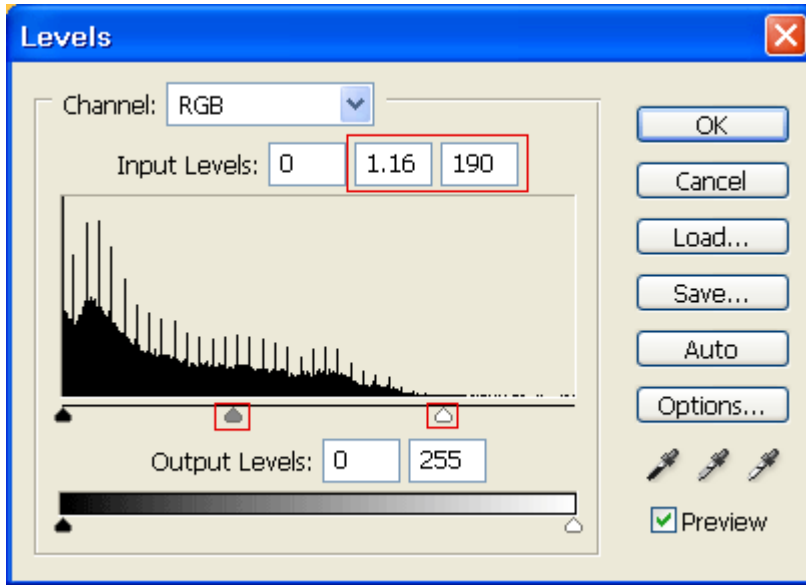 Levels
Channel: RGB
OK
Input Levels: 0 1.16 190
Cancel
Load...
Save...
Auto
Options...
Output Levels: 0 255
Preview